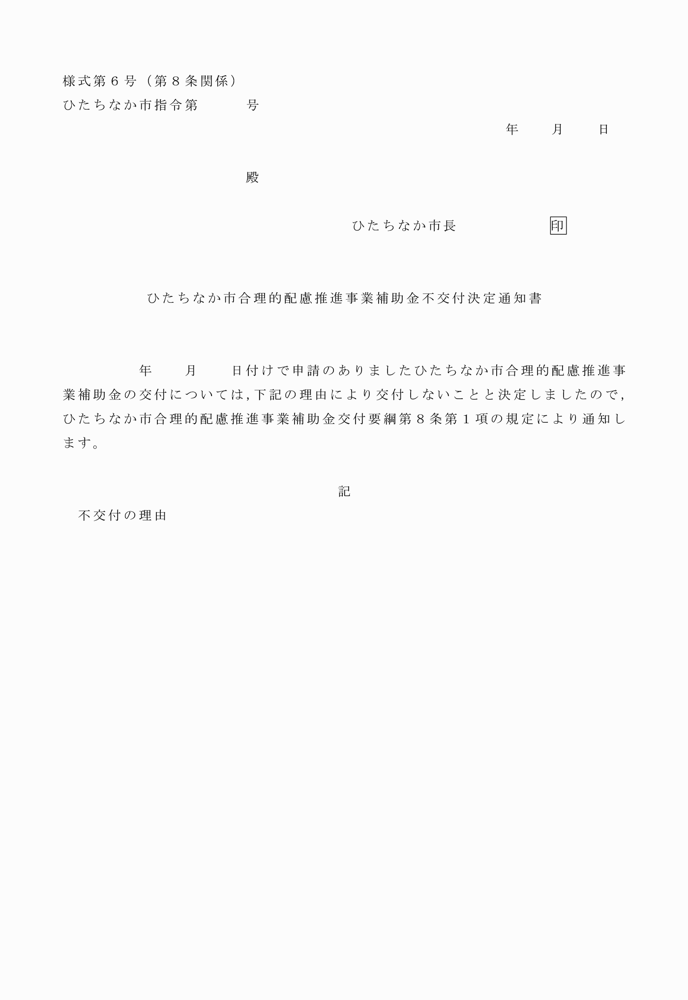 様式第６号（第８条関係）
ひたちなか市指令第　　　号
年　　月　　日
殿
ひたちなか市長　　　　　　印
ひたちなか市合理的配慮推進事業補助金不交付決定通知書
年　　月　　日付けで申請のありましたひたちなか市合理的配慮推進事
業補助金の交付については,下記の理由により交付しないことと決定しましたので,
ひたちなか市合理的配慮推進事業補助金交付要綱第８条第１項の規定により通知し
ます。
記
不交付の理由